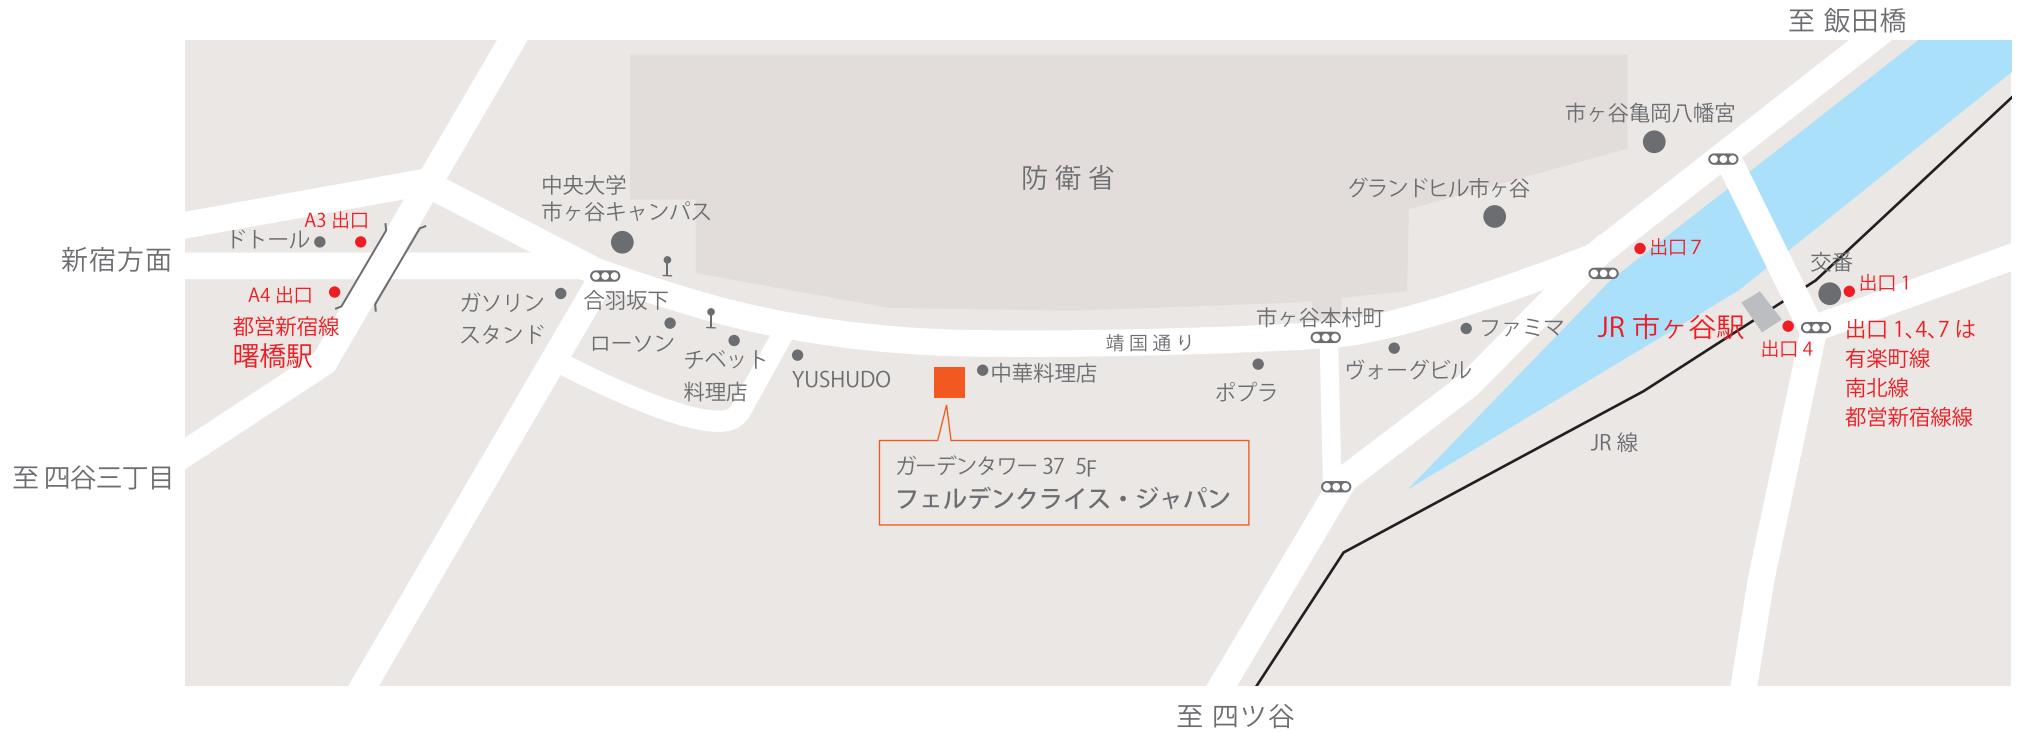 至 飯田橋
市ヶ谷亀岡八幡宮
防衛省
中央大学
市ヶ谷キャンパス
グランドヒル市ヶ谷
A3 出口
ドトール
新宿方面
出口 7
交番
出口 1
A4 出口
都営新宿線
曙橋駅
ガソリン
スタンド
合羽坂下
ローソン
チベット
料理店
YUSHUDO
中華料理店
靖国通り
市ヶ谷本村町
ファミマ
ヴォーグビル
ポプラ
JR 市ヶ谷駅
出口 4
出口 1、4、7 は
有楽町線
南北線
都営新宿線線
JR 線
至 四谷三丁目
ガーデンタワー 37 5F
フェルデンクライス・ジャパン
至 四ツ谷